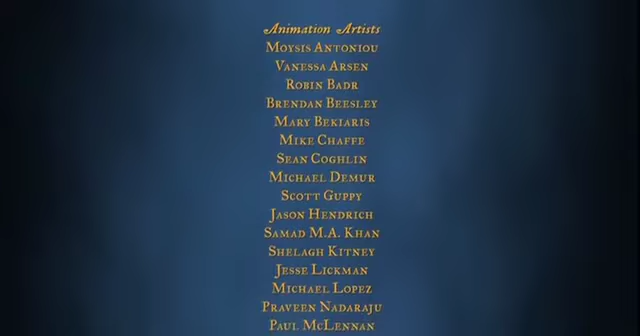 Animation Artists
Moysis Antoniou
Vanessa Arsen
Robin Badr
Brendan Beesley
Mary Bekiaris
Mike Chaffe
Sean Coghlin
Michael Demur
Scott Guppy
Jason Hendrich
Samad M.A. Khan
Shelagh Kitney
Jesse Lickman
Michael Lopez
Praveen Nadaraju
Paul McLennan